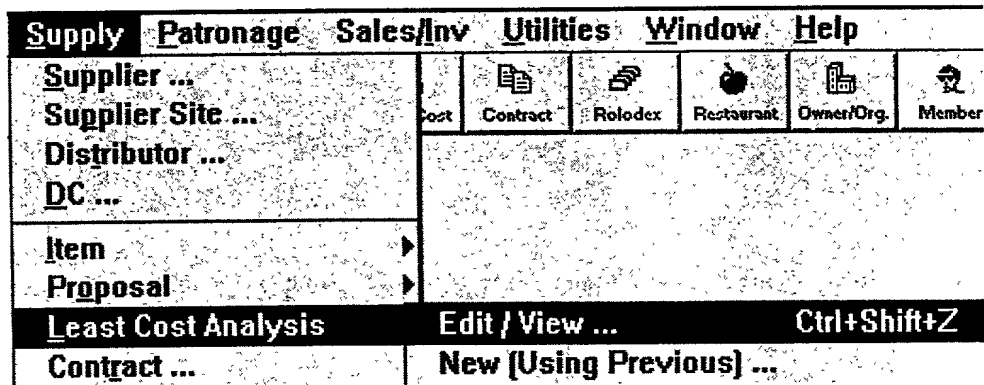 Supply Patronage Sales/Inv Utilities Window Help
Supplier ...
Supplier Site ...
Distributor ...
DC ...
Cost Contract Rolodex Restaurant Owner/Org. Member
Item
Proposal
Least Cost Analysis Edit / View ... Ctrl+Shift+Z
Contract ... New (Using Previous) ...